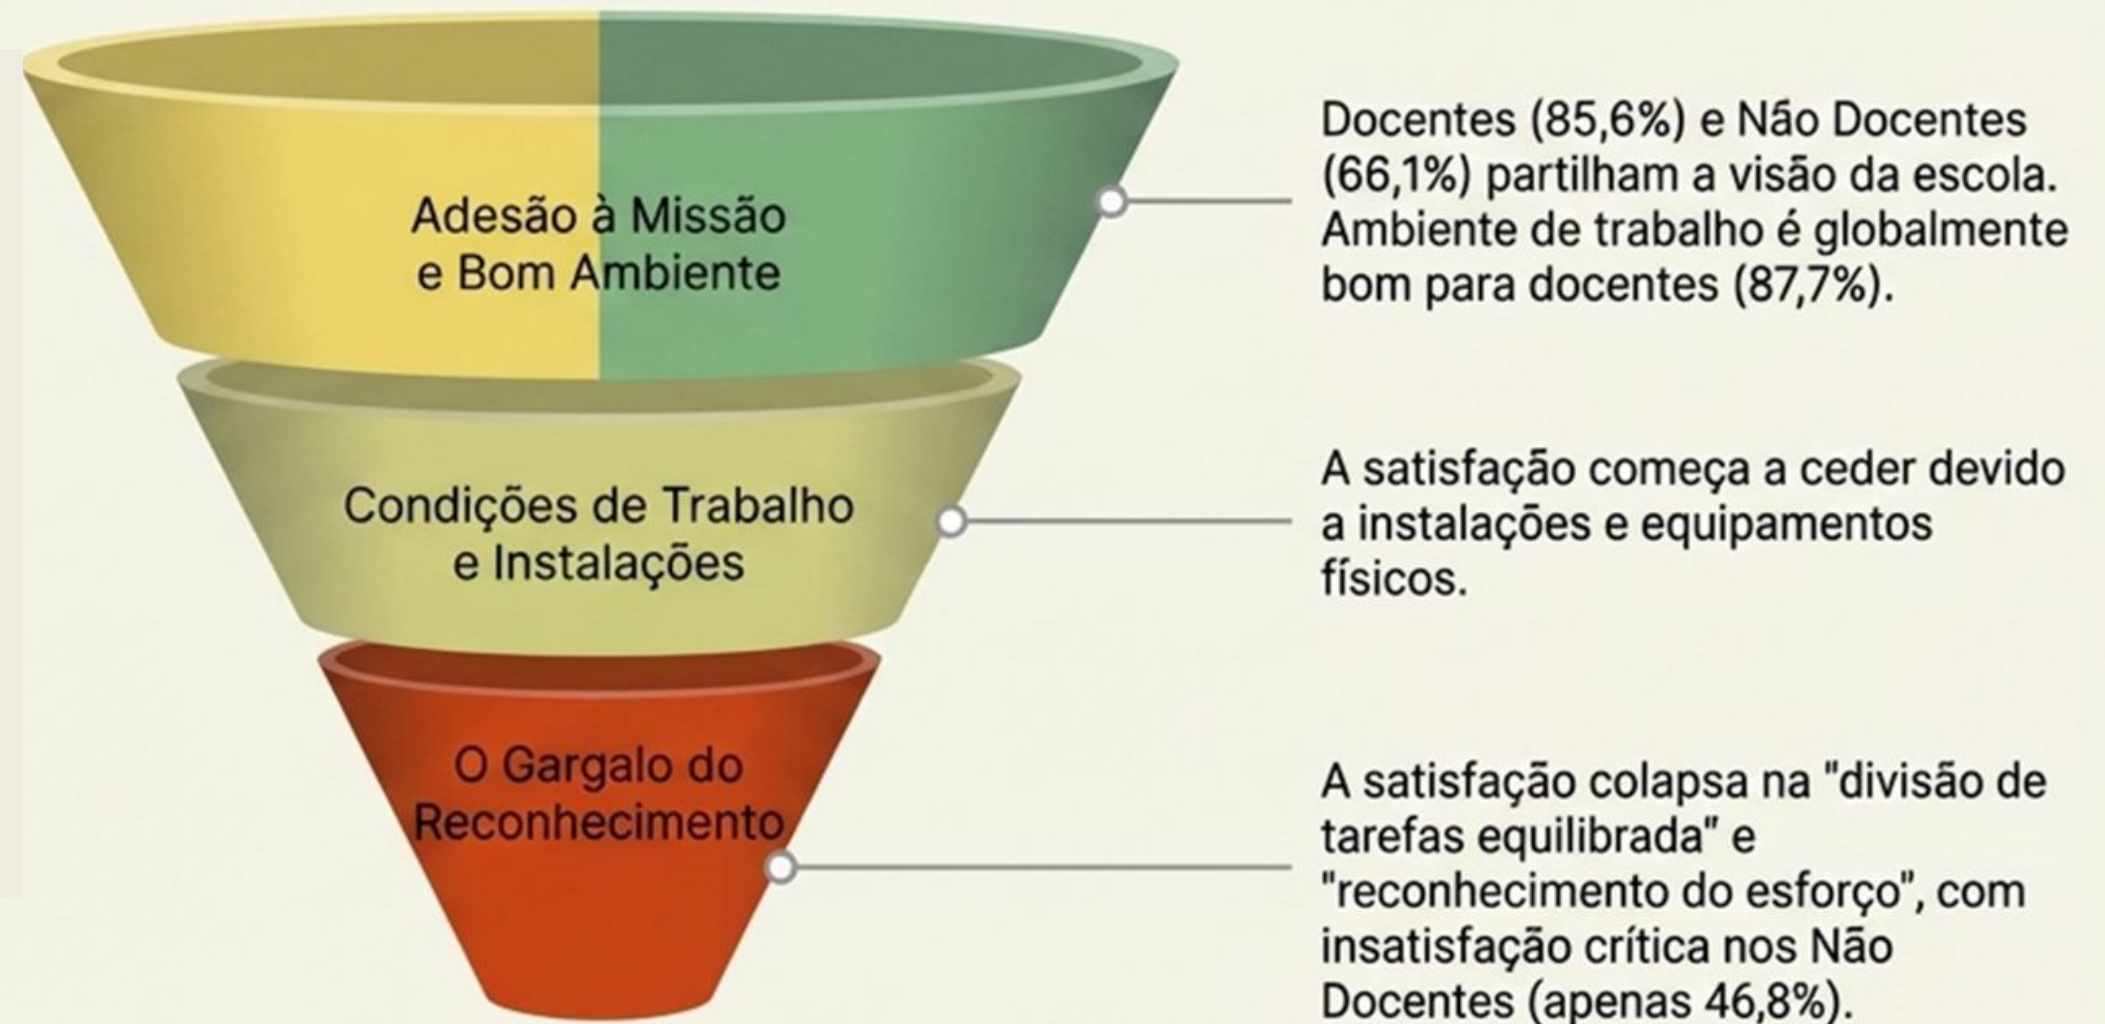 Adesão à Missão
e Bom Ambiente
Docentes (85,6%) e Não Docentes
(66,1%) partilham a visão da escola.
Ambiente de trabalho é globalmente
bom para docentes (87,7%).
Condições de Trabalho
e Instalações
A satisfação começa a ceder devido
a instalações e equipamentos
físicos.
O Gargalo do
Reconhecimento
A satisfação colapsa na "divisão de
tarefas equilibrada" e
"reconhecimento do esforço", com
insatisfação crítica nos Não
Docentes (apenas 46,8%).